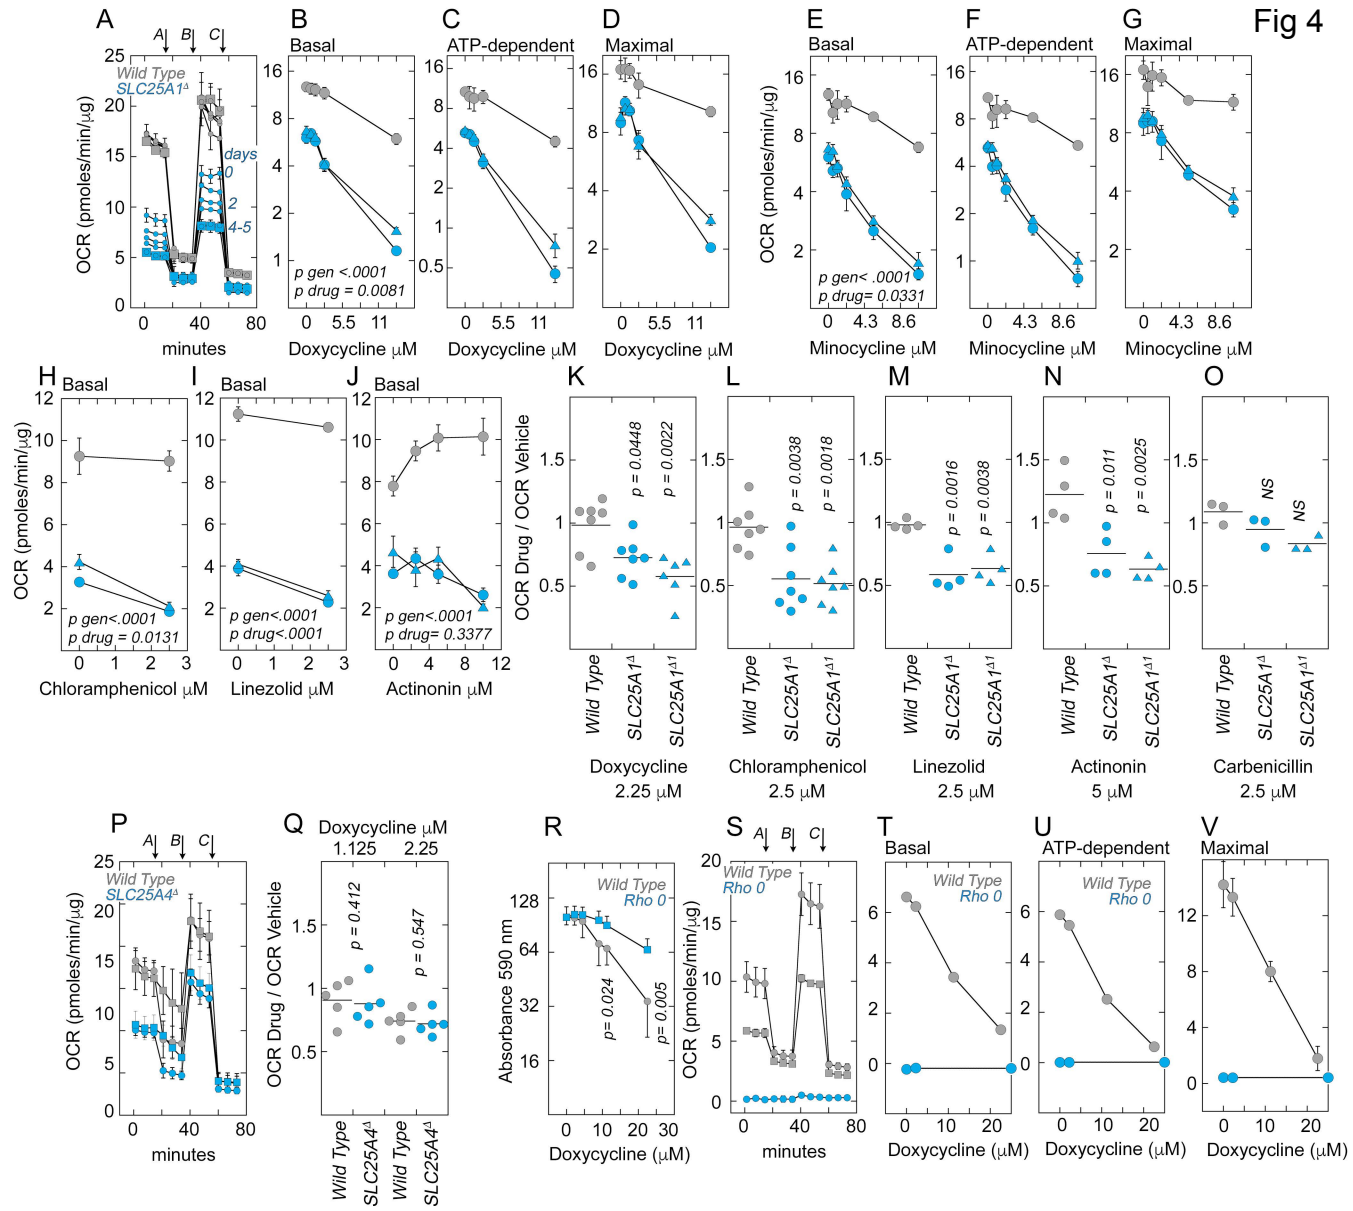 Fig 4
A
A B C
Wild Type
SLC25A1Δ
days
0
2
4-5
OCR (pmoles/min/μg)
25
20
15
10
5
0
0 40 80
minutes
B
Basal
16
8
4
2
1
p gen <.0001
p drug = 0.0081
0 5.5 11
Doxycycline μM
C
ATP-dependent
16
8
4
2
1
0.5
0 5.5 11
Doxycycline μM
D
Maximal
16
8
4
2
0 5.5 11
Doxycycline μM
E
Basal
OCR (pmoles/min/μg)
16
8
4
2
p gen< .0001
p drug= 0.0331
0 4.3 8.6
Minocycline μM
F
ATP-dependent
16
8
4
2
1
0 4.3 8.6
Minocycline μM
G
Maximal
16
8
4
2
0 4.3 8.6
Minocycline μM
H
Basal
OCR (pmoles/min/μg)
12
10
8
6
4
2
p gen<.0001
p drug = 0.0131
0 1 2 3
Chloramphenicol μM
I
Basal
12
10
8
6
4
2
p gen<.0001
p drug<.0001
0 1 2 3
Linezolid μM
J
Basal
12
10
8
6
4
2
p gen<.0001
p drug= 0.3377
0 4 8 12
Actinonin μM
K
OCR Drug / OCR Vehicle
1.5
1
0.5
p = 0.0448
p = 0.0022
Wild Type
SLC25A1Δ
SLC25A1Δ1
Doxycycline
2.25 μM
L
1.5
1
0.5
p = 0.0038
p = 0.0018
Wild Type
SLC25A1Δ
SLC25A1Δ1
Chloramphenicol
2.5 μM
M
1.5
1
0.5
p = 0.0016
p = 0.0038
Wild Type
SLC25A1Δ
SLC25A1Δ1
Linezolid
2.5 μM
N
1.5
1
0.5
p = 0.011
p = 0.0025
Wild Type
SLC25A1Δ
SLC25A1Δ1
Actinonin
5 μM
O
1.5
1
0.5
NS
NS
Wild Type
SLC25A1Δ
SLC25A1Δ1
Carbenicillin
2.5 μM
P
A B C
Wild Type
SLC25A4Δ
OCR (pmoles/min/μg)
25
20
15
10
5
0
0 40 80
minutes
Q
Doxycycline μM
1.125 2.25
OCR Drug / OCR Vehicle
1.5
1
0.5
p = 0.412
p = 0.547
Wild Type
SLC25A4Δ
Wild Type
SLC25A4Δ
R
Wild Type
Rho 0
Absorbance 590 nm
128
64
32
16
p= 0.024
p=0.005
0 10 20 30
Doxycycline (μM)
S
A B C
Wild Type
Rho 0
OCR (pmoles/min/μg)
20
15
10
5
0
0 40 80
minutes
T
Basal
Wild Type
Rho 0
6
4
2
0
0 10 20
Doxycycline (μM)
U
ATP-dependent
Wild Type
Rho 0
6
4
2
0
0 10 20
Doxycycline (μM)
V
Maximal
12
8
4
0
0 10 20
Doxycycline (μM)